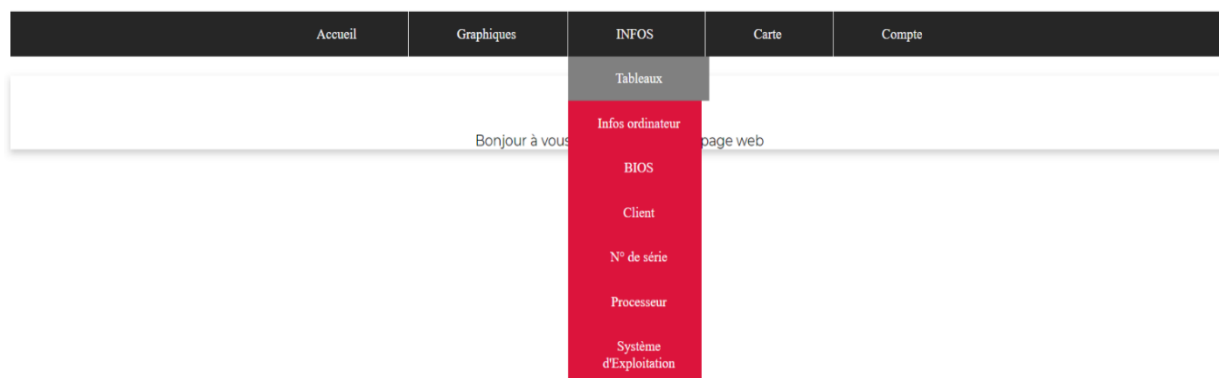 Accueil Graphiques INFOS Carte Compte
Tableaux
Infos ordinateur
Bonjour à vous page web
BIOS
Client
N° de série
Processeur
Système
d'Exploitation